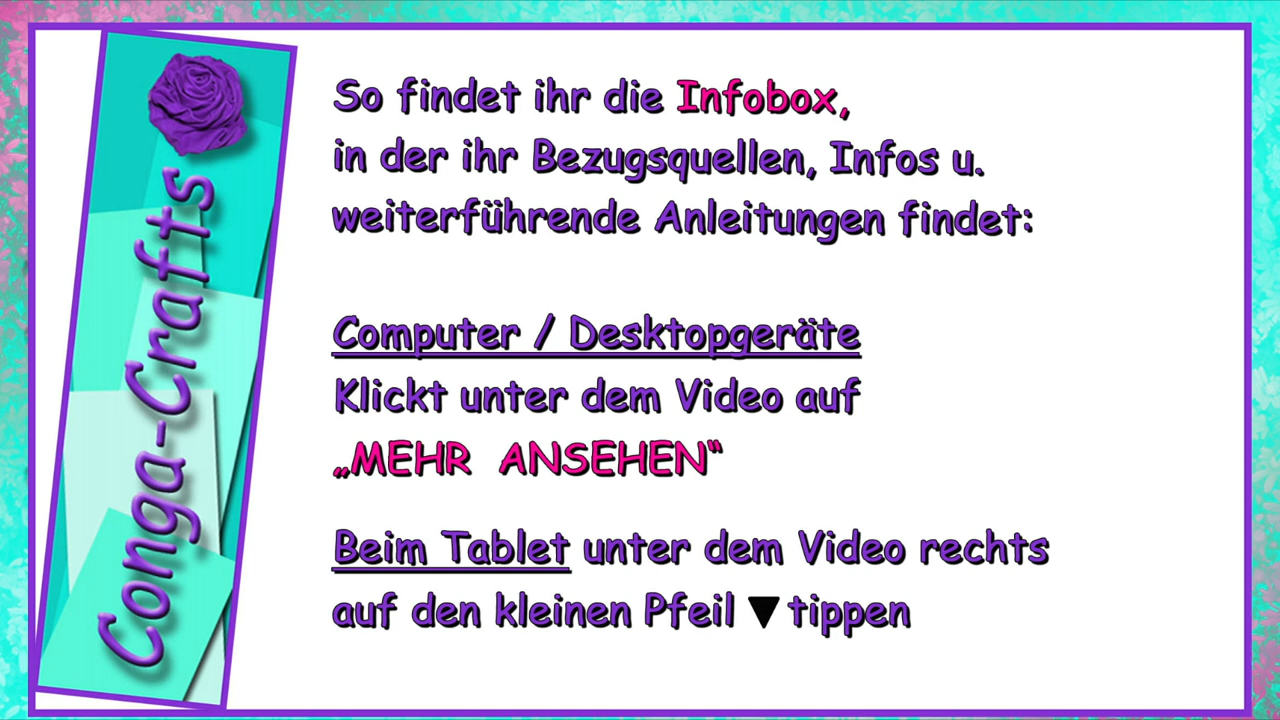 Conga-Crafts
So findet ihr die Infobox,
in der ihr Bezugsquellen, Infos u.
weiterführende Anleitungen findet:
Computer / Desktopgeräte
Klickt unter dem Video auf
„MEHR ANSEHEN“
Beim Tablet unter dem Video rechts
auf den kleinen Pfeil ▼ tippen